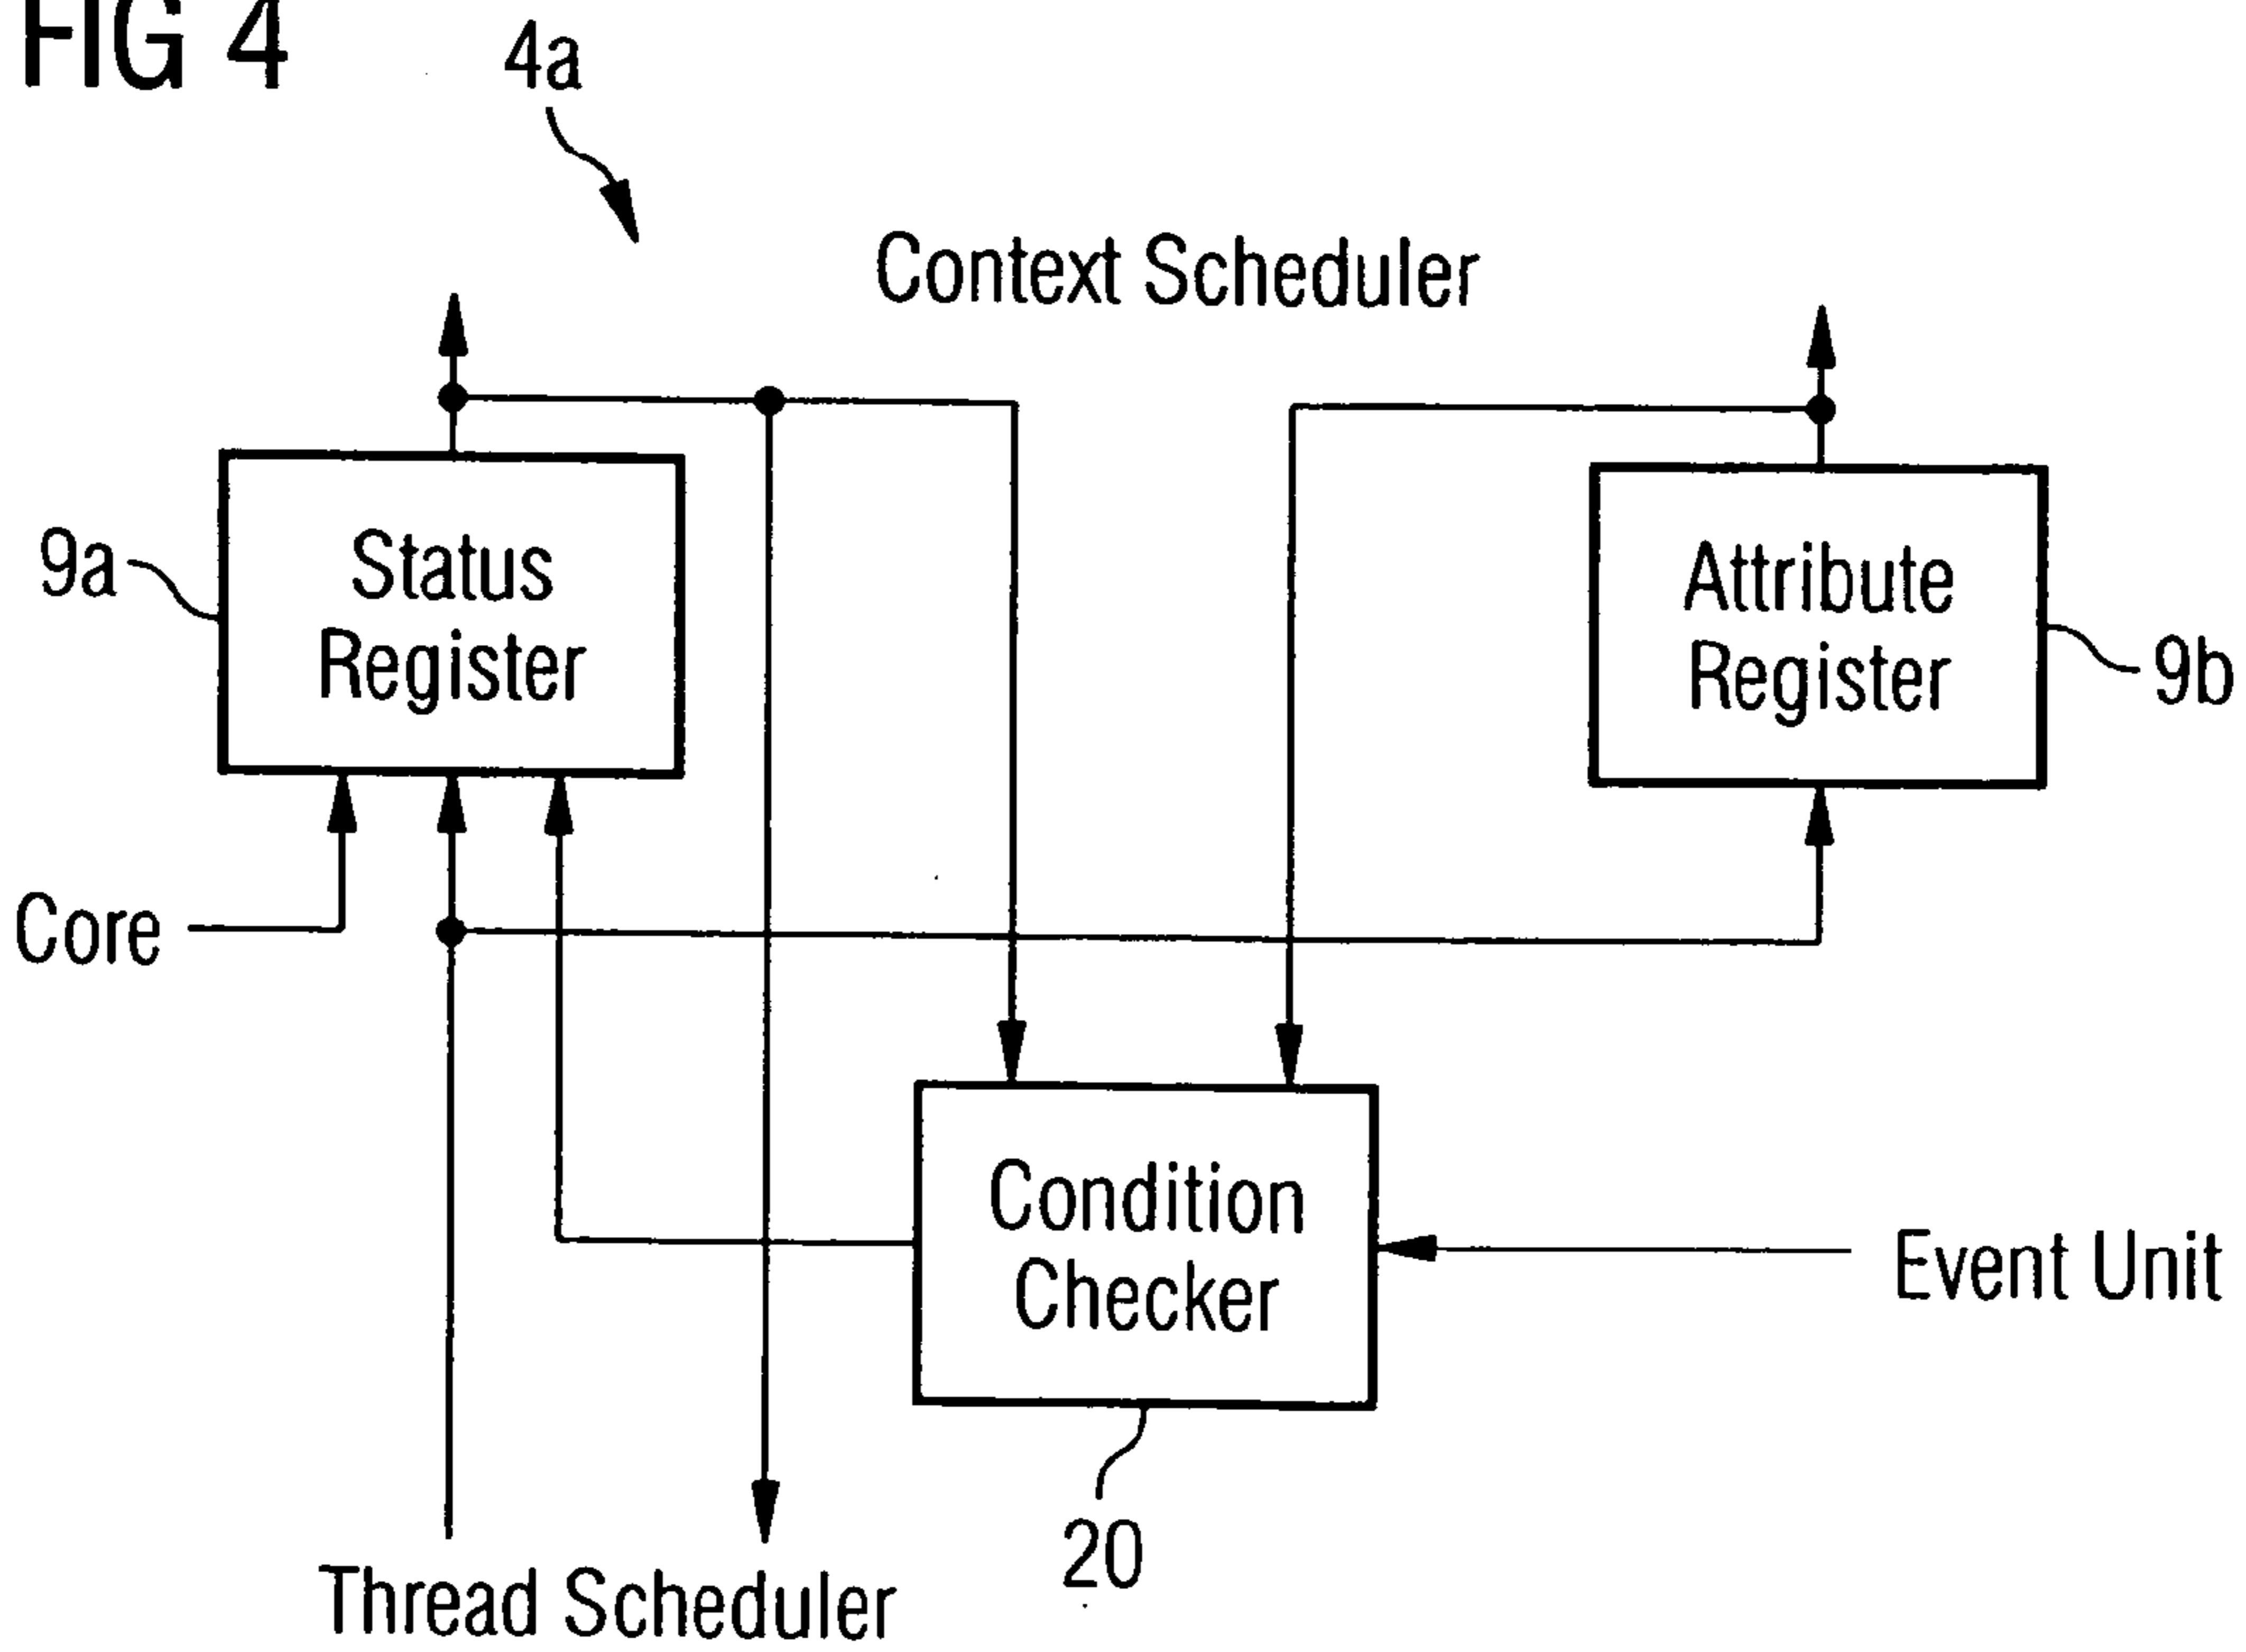 FIG 4
4a
Context Scheduler
9a
Status
Register
Attribute
Register
9b
Core
Condition
Checker
Event Unit
20
Thread Scheduler